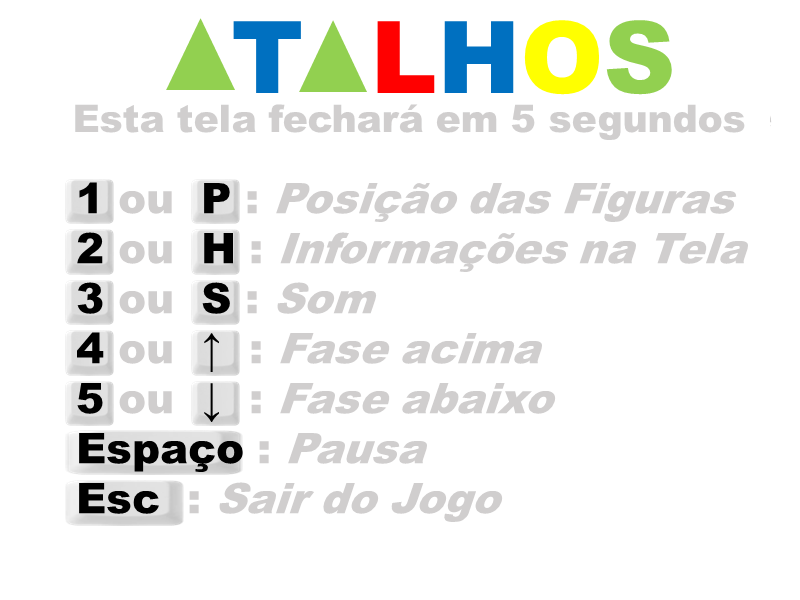 ATALHOS
Esta tela fechará em 5 segundos
1 ou P : Posição das Figuras
2 ou H : Informações na Tela
3 ou S : Som
4 ou ↑ : Fase acima
5 ou ↓ : Fase abaixo
Espaço : Pausa
Esc : Sair do Jogo